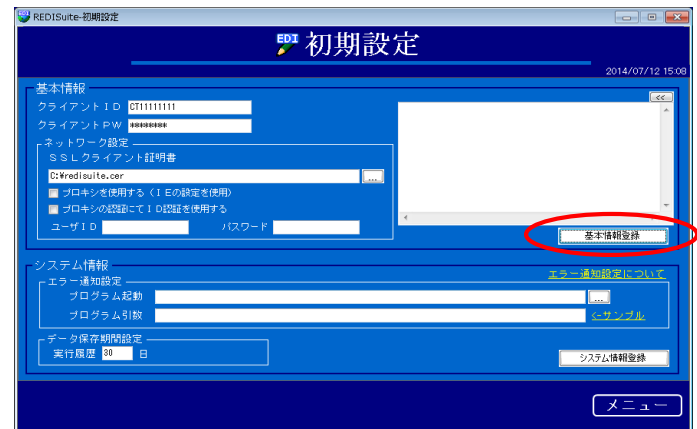 REDISuite-初期設定
EDI 初期設定
2014/07/12 15:08
基本情報
<<
クライアントＩＤ CT11111111
クライアントＰＷ ********
ネットワーク設定
ＳＳＬクライアント証明書
C:¥redisuite.cer ...
プロキシを使用する（ＩＥの設定を使用）
プロキシの認証にてＩＤ認証を使用する
ユーザＩＤ パスワード
基本情報登録
システム情報
エラー通知設定について
エラー通知設定
プログラム起動 ...
プログラム引数 <-サンプル
データ保存期間設定
実行履歴 30 日
システム情報登録
メニュー